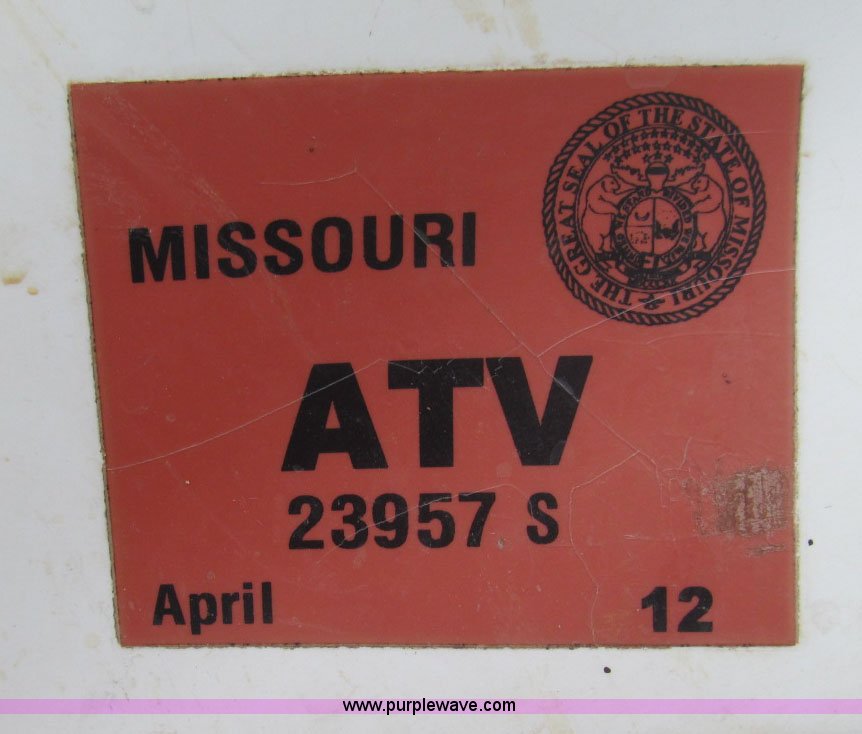 THE GREAT SEAL OF THE STATE OF MISSOURI
MISSOURI
ATV
23957 S
April 12
www.purplewave.com